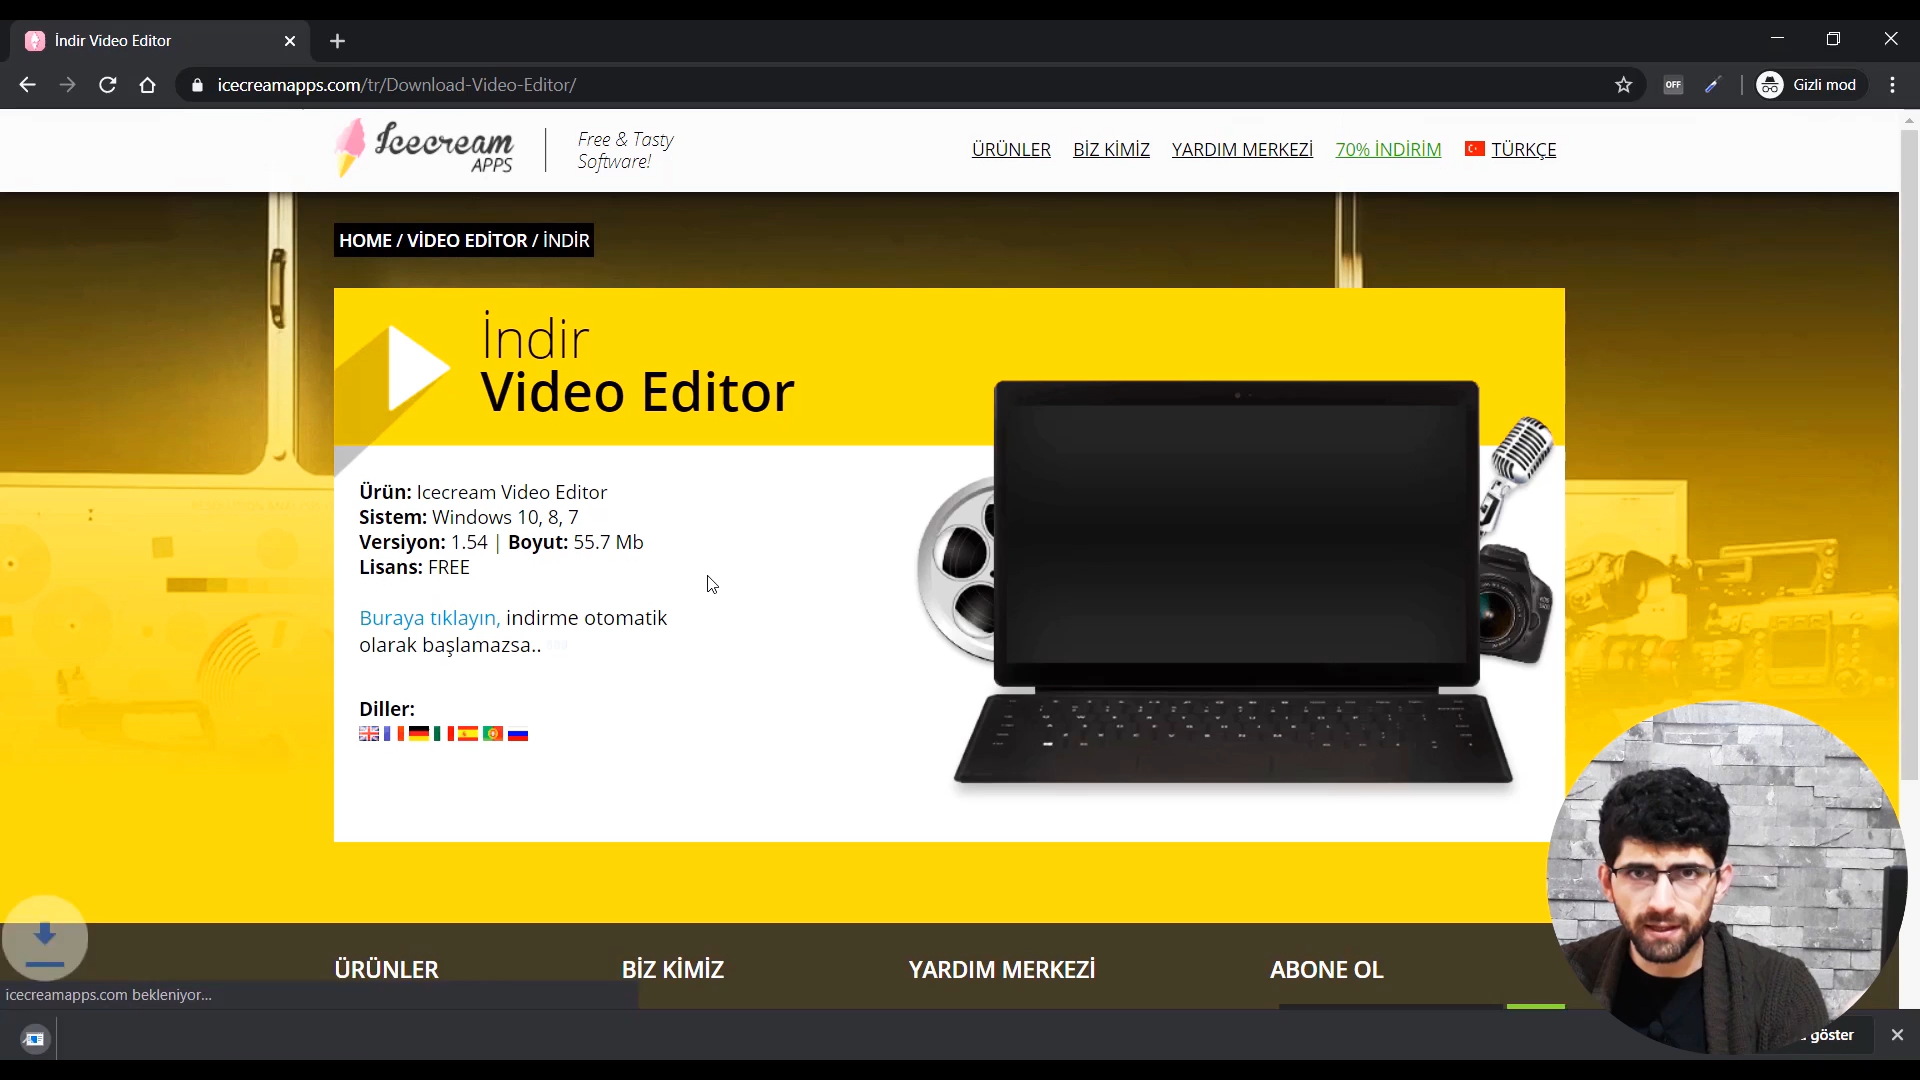 İndir Video Editor
icecreamapps.com/tr/Download-Video-Editor/
OFF
Gizli mod
Icecream
APPS
Free & Tasty
Software!
ÜRÜNLER
BİZ KİMİZ
YARDIM MERKEZİ
70% İNDİRİM
TÜRKÇE
HOME / VİDEO EDİTOR / İNDİR
İndir
Video Editor
Ürün: Icecream Video Editor
Sistem: Windows 10, 8, 7
Versiyon: 1.54 | Boyut: 55.7 Mb
Lisans: FREE
Buraya tıklayın, indirme otomatik
olarak başlamazsa..
Diller:
ÜRÜNLER
BİZ KİMİZ
YARDIM MERKEZİ
ABONE OL
icecreamapps.com bekleniyor...
göster